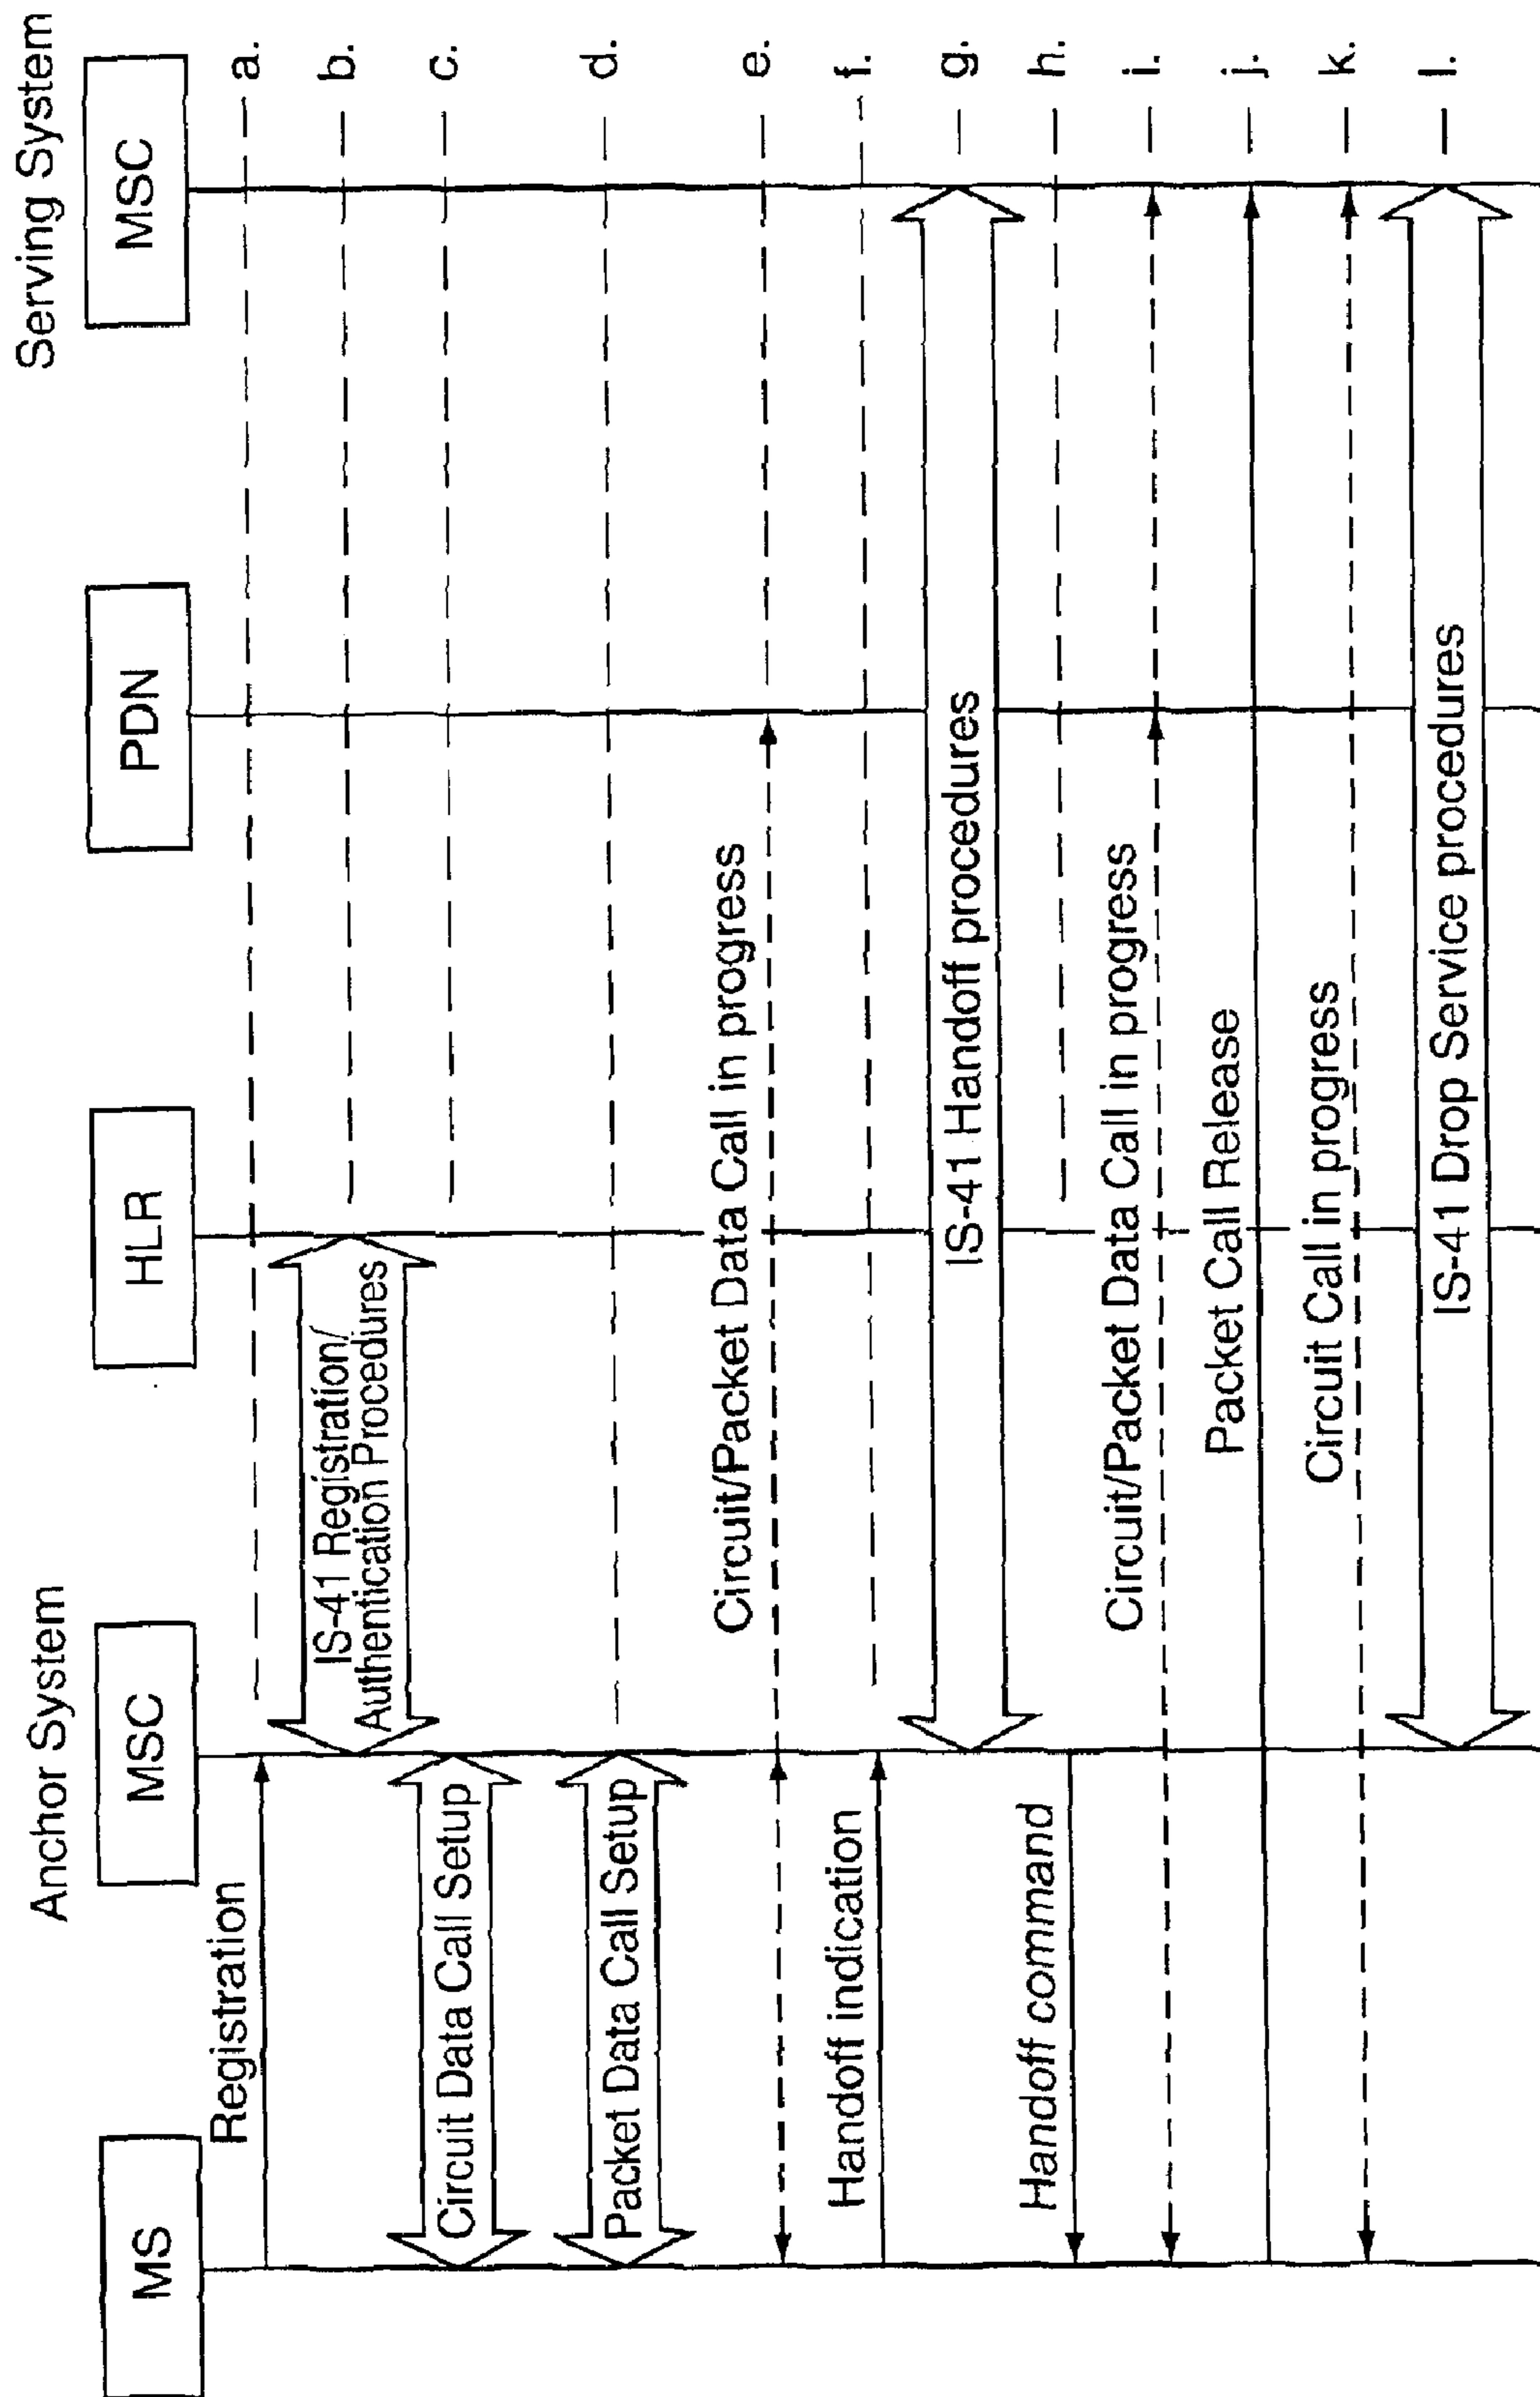 Anchor System
Serving System
MS
MSC
HLR
PDN
MSC
Registration
a.
IS-41 Registration/
Authentication Procedures
b.
Circuit Data Call Setup
c.
Packet Data Call Setup
d.
Circuit/Packet Data Call in progress
e.
Handoff indication
f.
IS-41 Handoff procedures
g.
Handoff command
h.
Circuit/Packet Data Call in progress
i.
Packet Call Release
j.
Circuit Call in progress
k.
IS-41 Drop Service procedures
l.